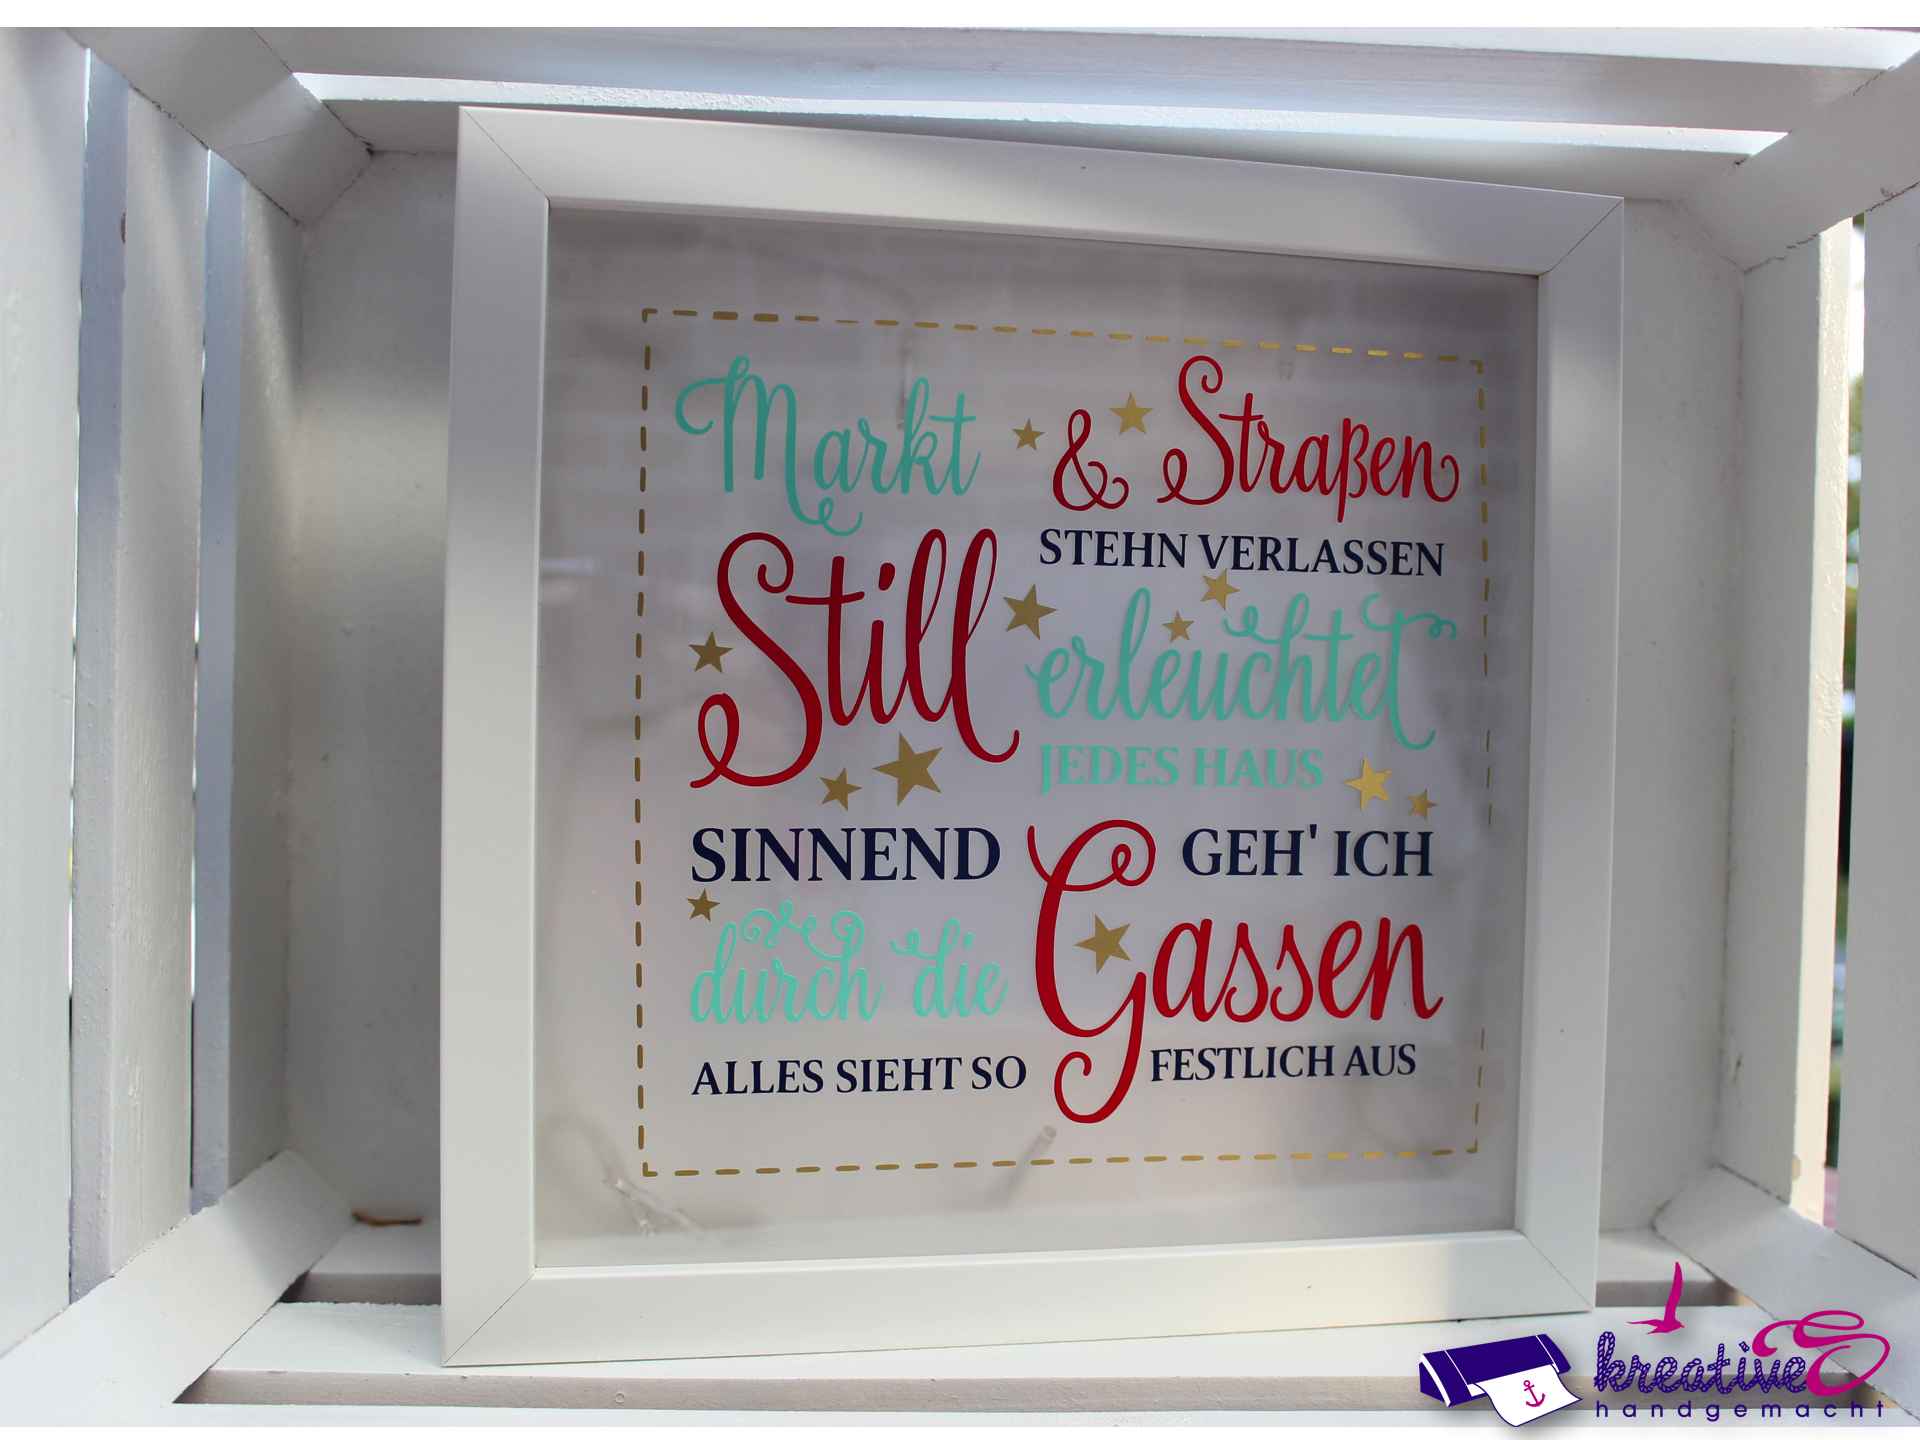 Markt & Straßen
STEHN VERLASSEN
Still erleuchtet
JEDES HAUS
SINNEND GEH' ICH
durch die Gassen
ALLES SIEHT SO FESTLICH AUS
kreative
handgemacht